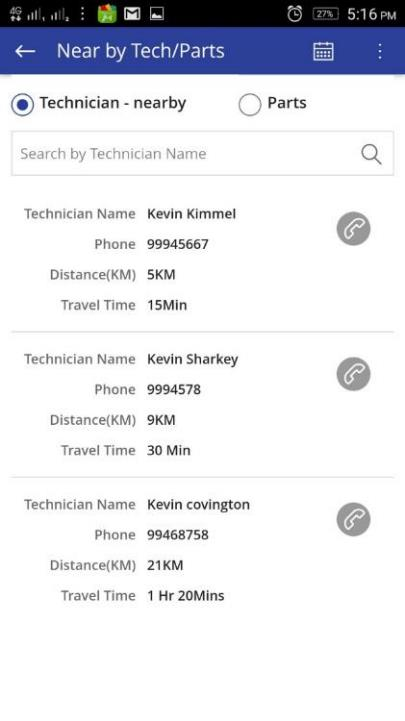 4G 27% 5:16 PM
Near by Tech/Parts
Technician - nearby Parts
Search by Technician Name
Technician Name Kevin Kimmel
Phone 99945667
Distance(KM) 5KM
Travel Time 15Min
Technician Name Kevin Sharkey
Phone 9994578
Distance(KM) 9KM
Travel Time 30 Min
Technician Name Kevin covington
Phone 99468758
Distance(KM) 21KM
Travel Time 1 Hr 20Mins